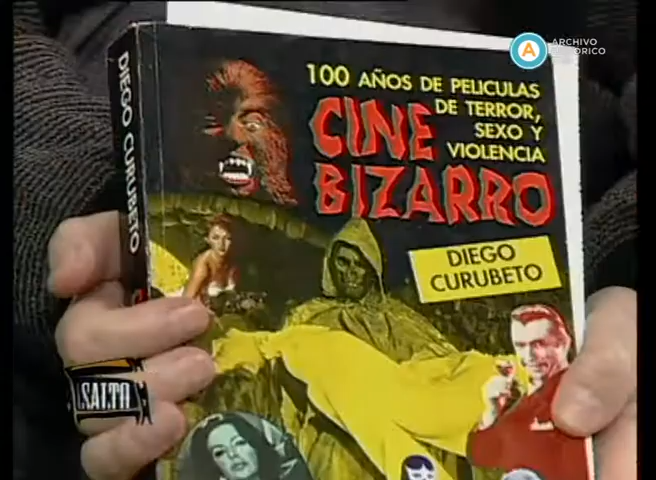 ARCHIVO
HISTÓRICO
A
DIEGO CURUBETO
100 AÑOS DE PELICULAS
DE TERROR,
SEXO Y
VIOLENCIA
CINE
BIZARRO
DIEGO
CURUBETO
ASALTO